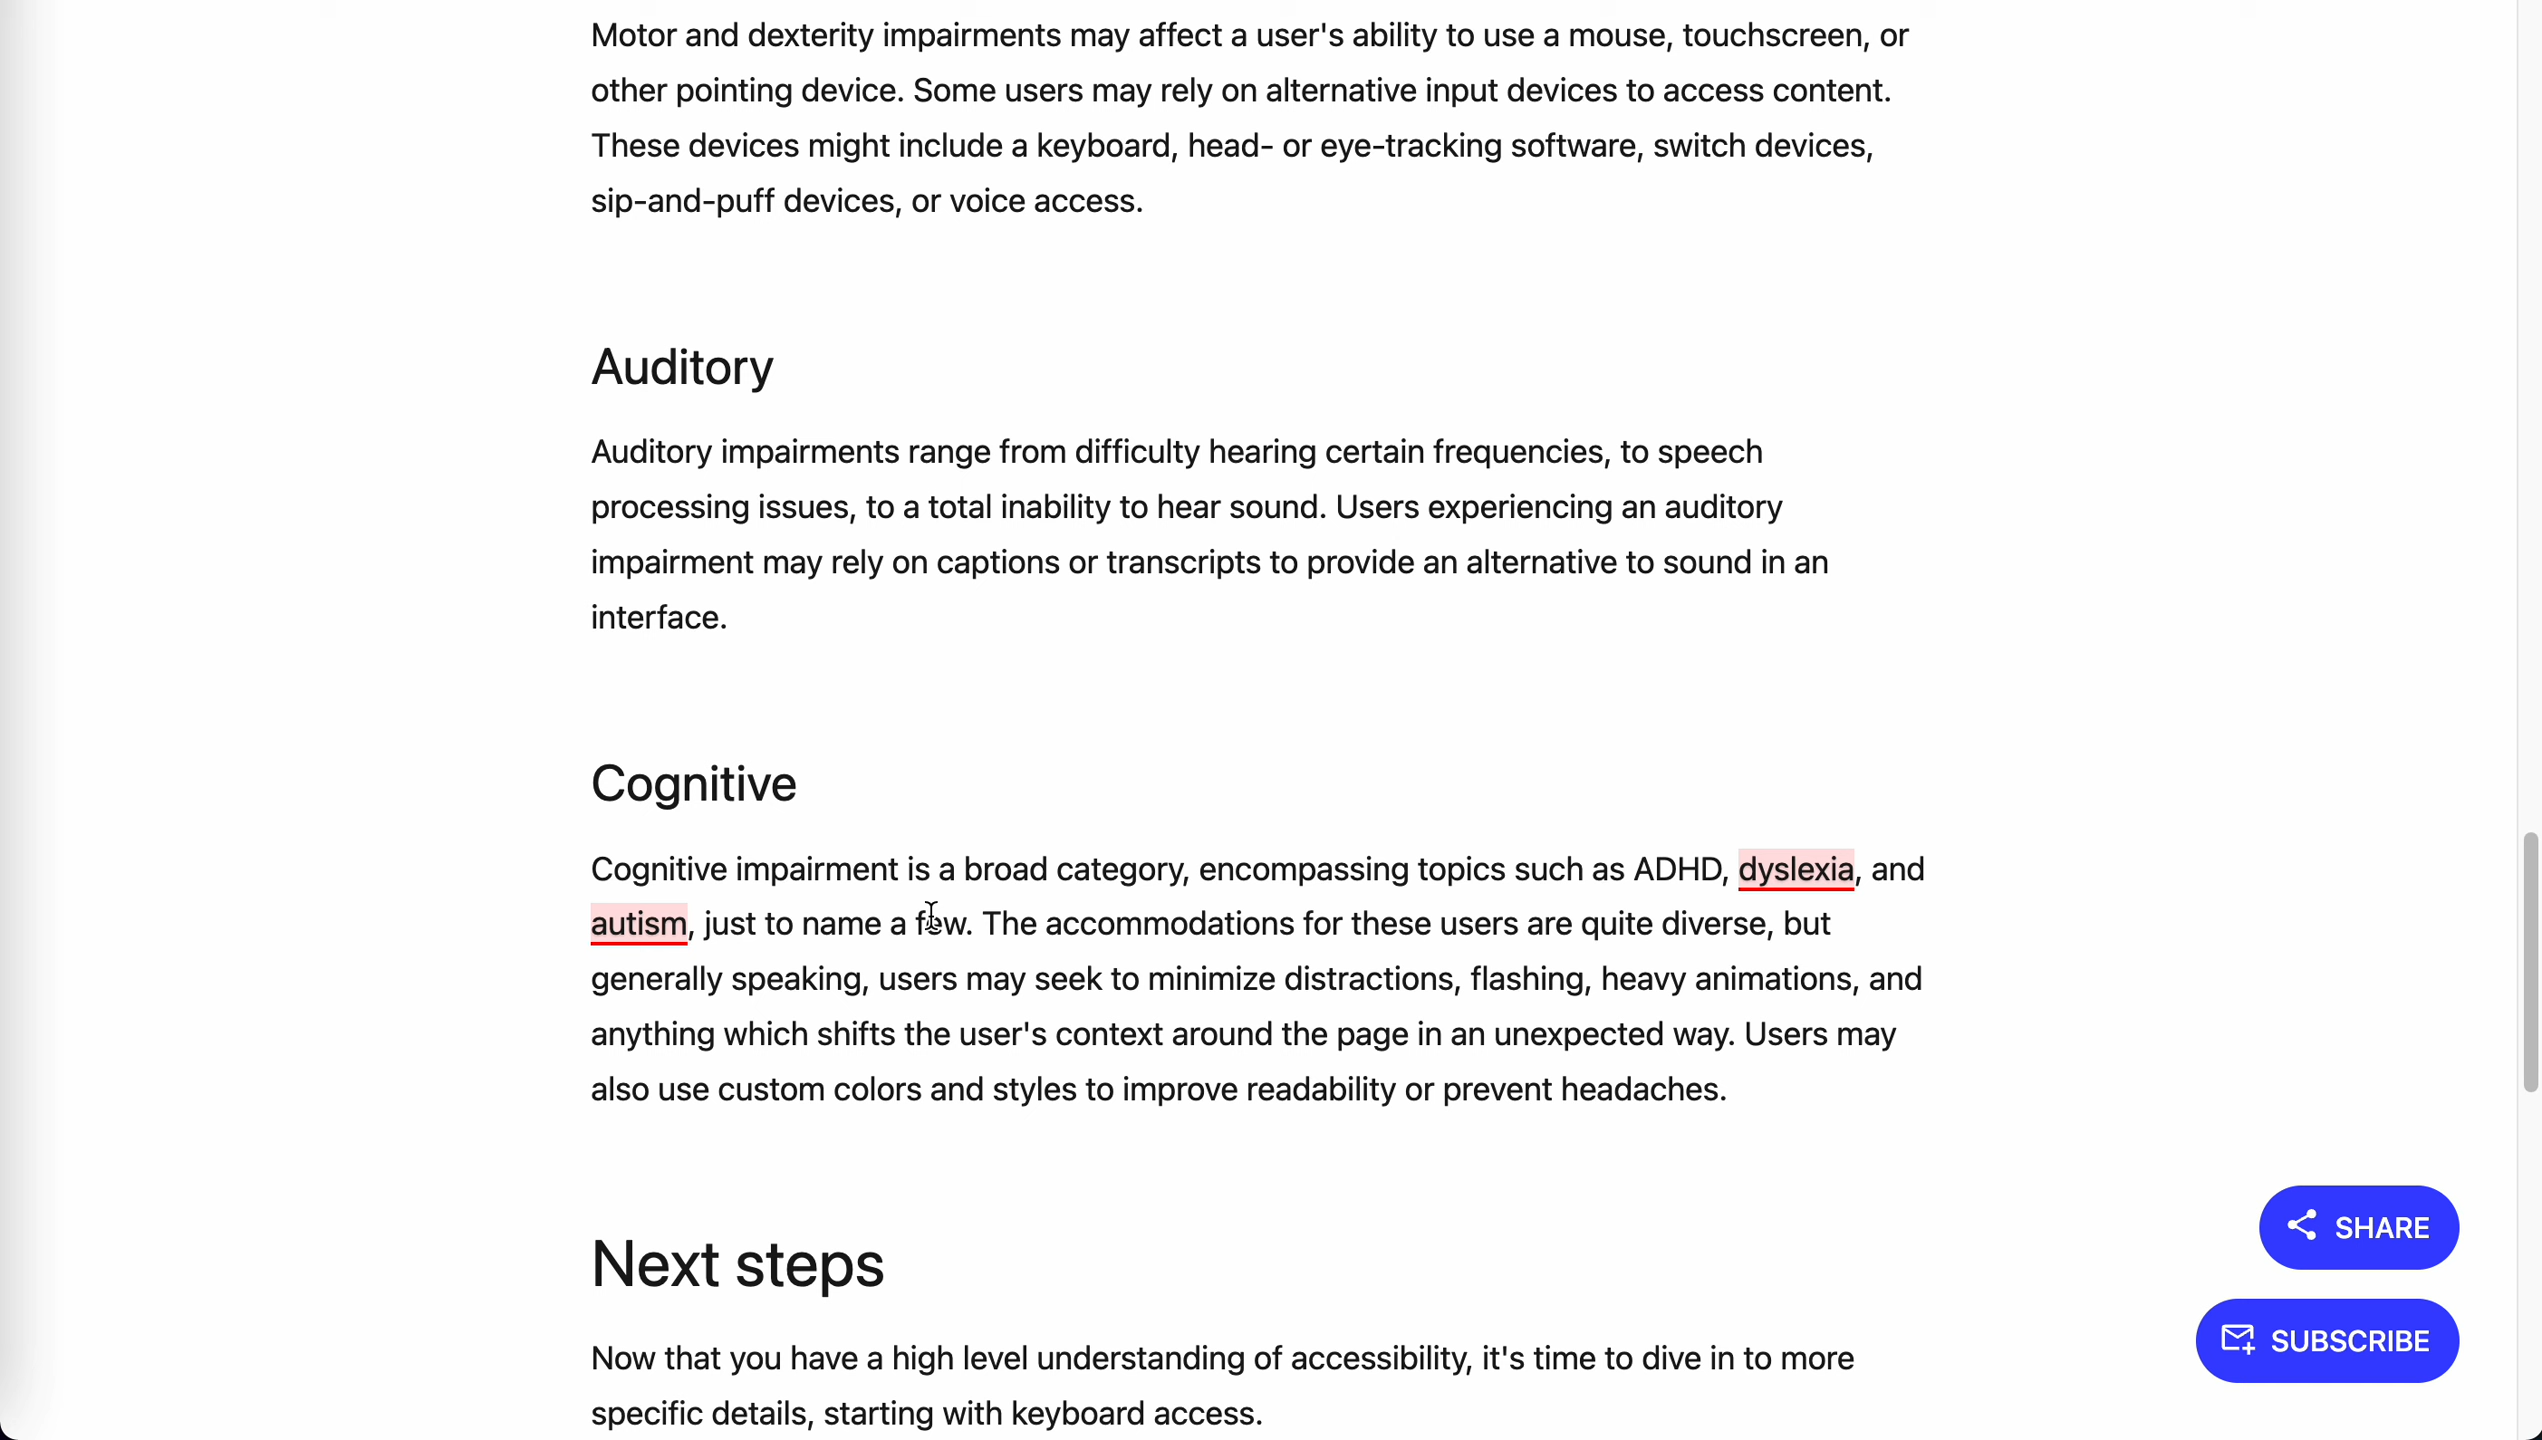 Motor and dexterity impairments may affect a user's ability to use a mouse, touchscreen, or
other pointing device. Some users may rely on alternative input devices to access content.
These devices might include a keyboard, head- or eye-tracking software, switch devices,
sip-and-puff devices, or voice access.
Auditory
Auditory impairments range from difficulty hearing certain frequencies, to speech
processing issues, to a total inability to hear sound. Users experiencing an auditory
impairment may rely on captions or transcripts to provide an alternative to sound in an
interface.
Cognitive
Cognitive impairment is a broad category, encompassing topics such as ADHD, dyslexia, and
autism, just to name a few. The accommodations for these users are quite diverse, but
generally speaking, users may seek to minimize distractions, flashing, heavy animations, and
anything which shifts the user's context around the page in an unexpected way. Users may
also use custom colors and styles to improve readability or prevent headaches.
SHARE
Next steps
SUBSCRIBE
Now that you have a high level understanding of accessibility, it's time to dive in to more
specific details, starting with keyboard access.